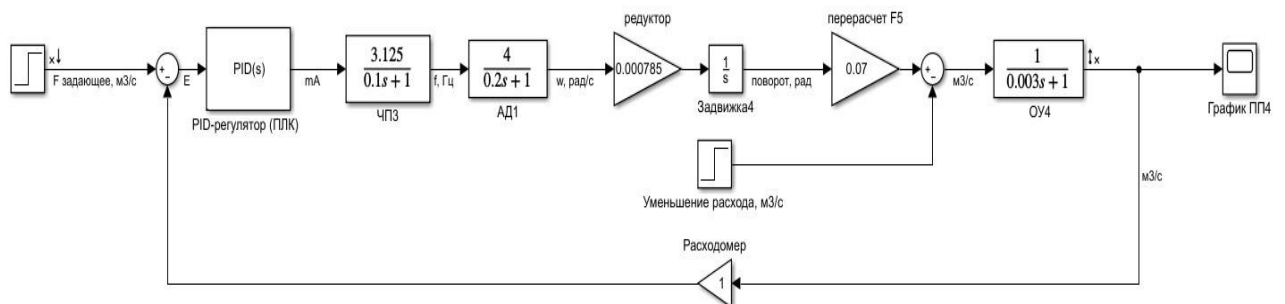 редуктор
перерасчет F5
x↓
F задающее, м3/с
+
−
E
PID(s)
PID-регулятор (ПЛК)
mA
3.125
0.1s + 1
ЧП3
f, Гц
4
0.2s + 1
АД1
w, рад/с
0.000785
1
s
Задвижка4
поворот, рад
0.07
+
−
м3/с
1
0.003s + 1
ОУ4
↕x
График ПП4
Уменьшение расхода, м3/с
м3/с
Расходомер
1